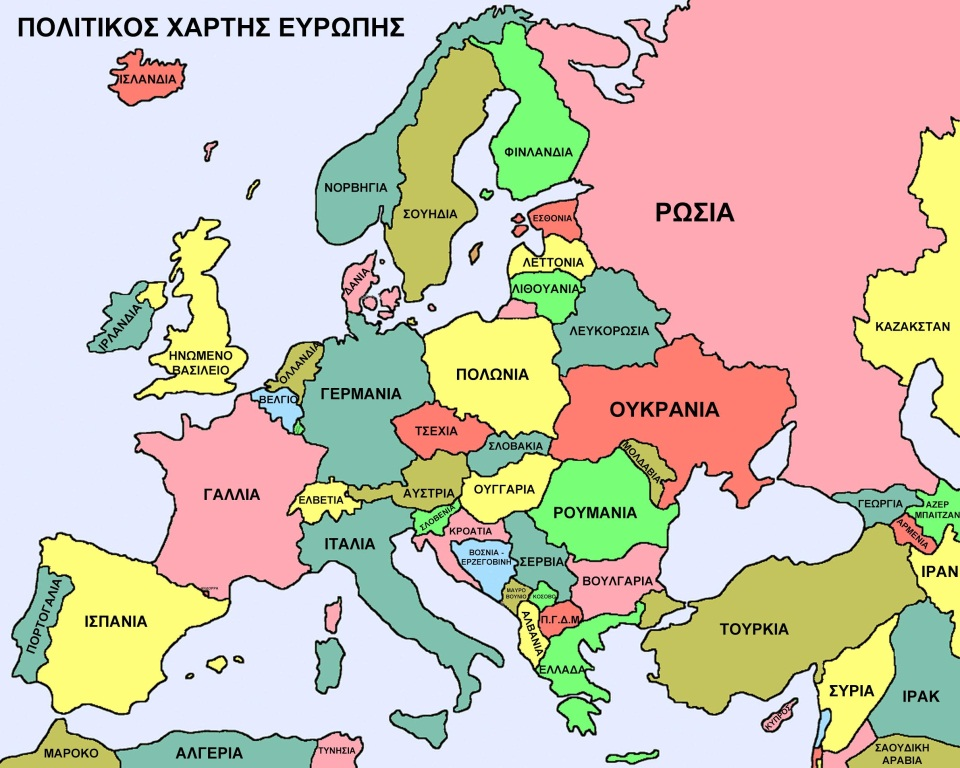 ΠΟΛΙΤΙΚΟΣ ΧΑΡΤΗΣ ΕΥΡΩΠΗΣ
ΙΣΛΑΝΔΙΑ
ΦΙΝΛΑΝΔΙΑ
ΝΟΡΒΗΓΙΑ
ΣΟΥΗΔΙΑ
ΡΩΣΙΑ
ΕΣΘΟΝΙΑ
ΛΕΤΤΟΝΙΑ
ΔΑΝΙΑ
ΛΙΘΟΥΑΝΙΑ
ΙΡΛΑΝΔΙΑ
ΛΕΥΚΟΡΩΣΙΑ
ΚΑΖΑΚΣΤΑΝ
ΗΝΩΜΕΝΟ
ΒΑΣΙΛΕΙΟ
ΟΛΛΑΝΔΙΑ
ΠΟΛΩΝΙΑ
ΓΕΡΜΑΝΙΑ
ΒΕΛΓΙΟ
ΟΥΚΡΑΝΙΑ
ΤΣΕΧΙΑ
ΣΛΟΒΑΚΙΑ
ΜΟΛΔΑΒΙΑ
ΓΑΛΛΙΑ
ΕΛΒΕΤΙΑ
ΑΥΣΤΡΙΑ
ΟΥΓΓΑΡΙΑ
ΡΟΥΜΑΝΙΑ
ΓΕΩΡΓΙΑ
ΑΖΕΡ
ΜΠΑΙΤΖΑΝ
ΣΛΟΒΕΝΙΑ
ΚΡΟΑΤΙΑ
ΑΡΜΕΝΙΑ
ΙΤΑΛΙΑ
ΒΟΣΝΙΑ -
ΕΡΖΕΓΟΒΙΝΗ
ΣΕΡΒΙΑ
ΙΡΑΝ
ΒΟΥΛΓΑΡΙΑ
ΜΑΥΡΟ
ΒΟΥΝΙΟ
ΚΟΣΟΒΟ
ΠΟΡΤΟΓΑΛΙΑ
ΙΣΠΑΝΙΑ
ΑΛΒΑΝΙΑ
Π.Γ.Δ.Μ
ΤΟΥΡΚΙΑ
ΕΛΛΑΔΑ
ΣΥΡΙΑ
ΙΡΑΚ
ΚΥΠΡΟΣ
ΜΑΡΟΚΟ
ΑΛΓΕΡΙΑ
ΤΥΝΗΣΙΑ
ΣΑΟΥΔΙΚΗ
ΑΡΑΒΙΑ